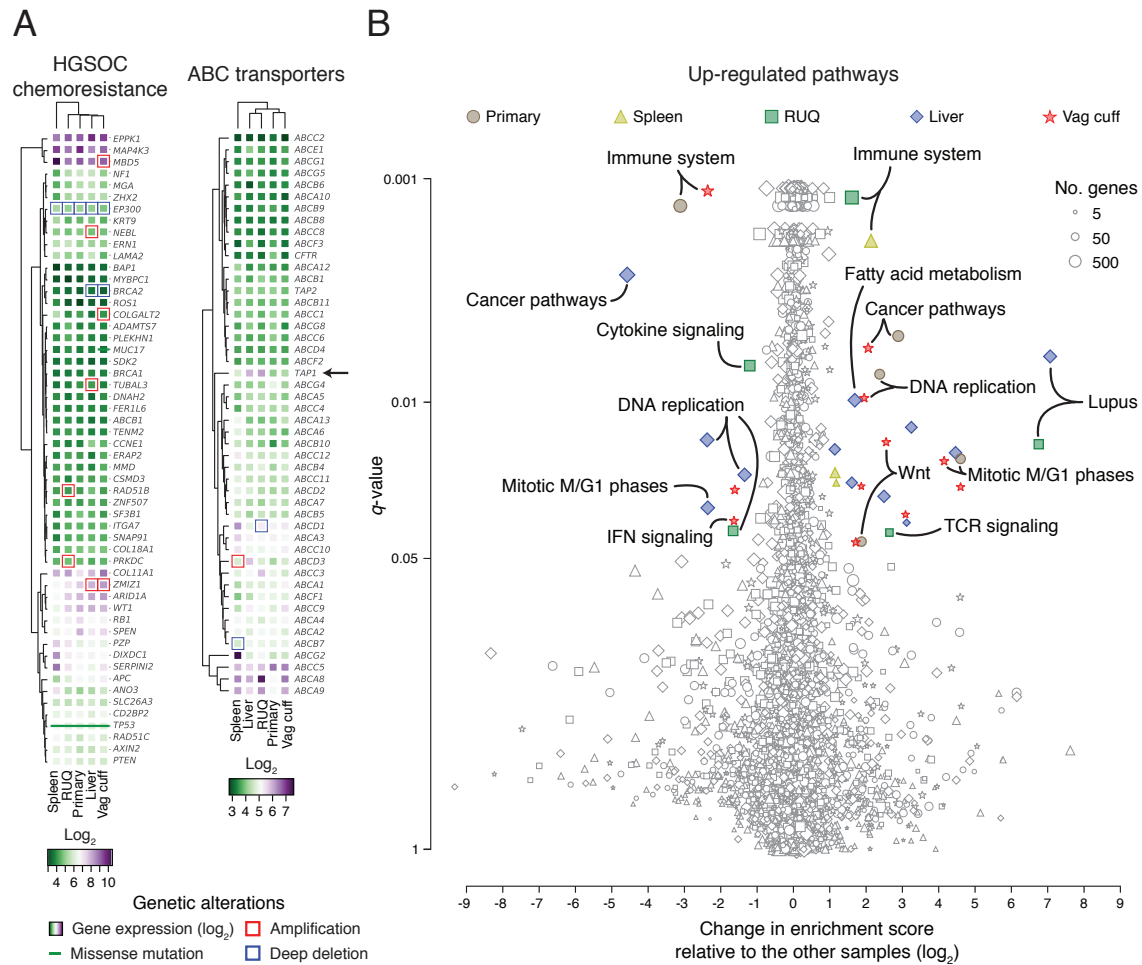 A
HGSOC
chemoresistance
EPPK1
MAP4K3
MBD5
NF1
MGA
ZHX2
EP300
KRT9
NEBL
ERN1
LAMA2
BAP1
MYBPC1
BRCA2
ROS1
COLGALT2
ADAMTS7
PLEKHN1
MUC17
SDK2
BRCA1
TUBAL3
DNAH2
FER1L6
ABCB1
TENM2
CCNE1
ERAP2
MMD
CSMD3
RAD51B
ZNF507
SF3B1
ITGA7
SNAP91
COL18A1
PRKDC
COL11A1
ZMIZ1
ARID1A
WT1
RB1
SPEN
PZP
DIXDC1
SERPINI2
APC
ANO3
SLC26A3
CD2BP2
TP53
RAD51C
AXIN2
PTEN
Spleen
RUQ
Primary
Liver
Vag cuff
Log2
4 6 8 10
ABC transporters
ABCC2
ABCE1
ABCG1
ABCG5
ABCB6
ABCA10
ABCB9
ABCB8
ABCC8
ABCF3
CFTR
ABCA12
ABCB1
TAP2
ABCB11
ABCC1
ABCG8
ABCC6
ABCD4
ABCF2
TAP1
ABCG4
ABCA5
ABCC4
ABCA13
ABCA6
ABCB10
ABCC12
ABCB4
ABCC11
ABCD2
ABCA7
ABCB5
ABCD1
ABCA3
ABCC10
ABCD3
ABCC3
ABCA1
ABCF1
ABCC9
ABCA4
ABCA2
ABCB7
ABCG2
ABCC5
ABCA8
ABCA9
Spleen
Liver
RUQ
Primary
Vag cuff
Log2
3 4 5 6 7
Genetic alterations
Gene expression (log2)
Amplification
Missense mutation
Deep deletion
B
Up-regulated pathways
Primary
Spleen
RUQ
Liver
Vag cuff
Immune system
Immune system
No. genes
5
50
500
Fatty acid metabolism
Cancer pathways
Cancer pathways
Cytokine signaling
DNA replication
DNA replication
Lupus
Mitotic M/G1 phases
Wnt
Mitotic M/G1 phases
IFN signaling
TCR signaling
q-value
0.001
0.01
0.05
1
-9 -8 -7 -6 -5 -4 -3 -2 -1 0 1 2 3 4 5 6 7 8 9
Change in enrichment score
relative to the other samples (log2)